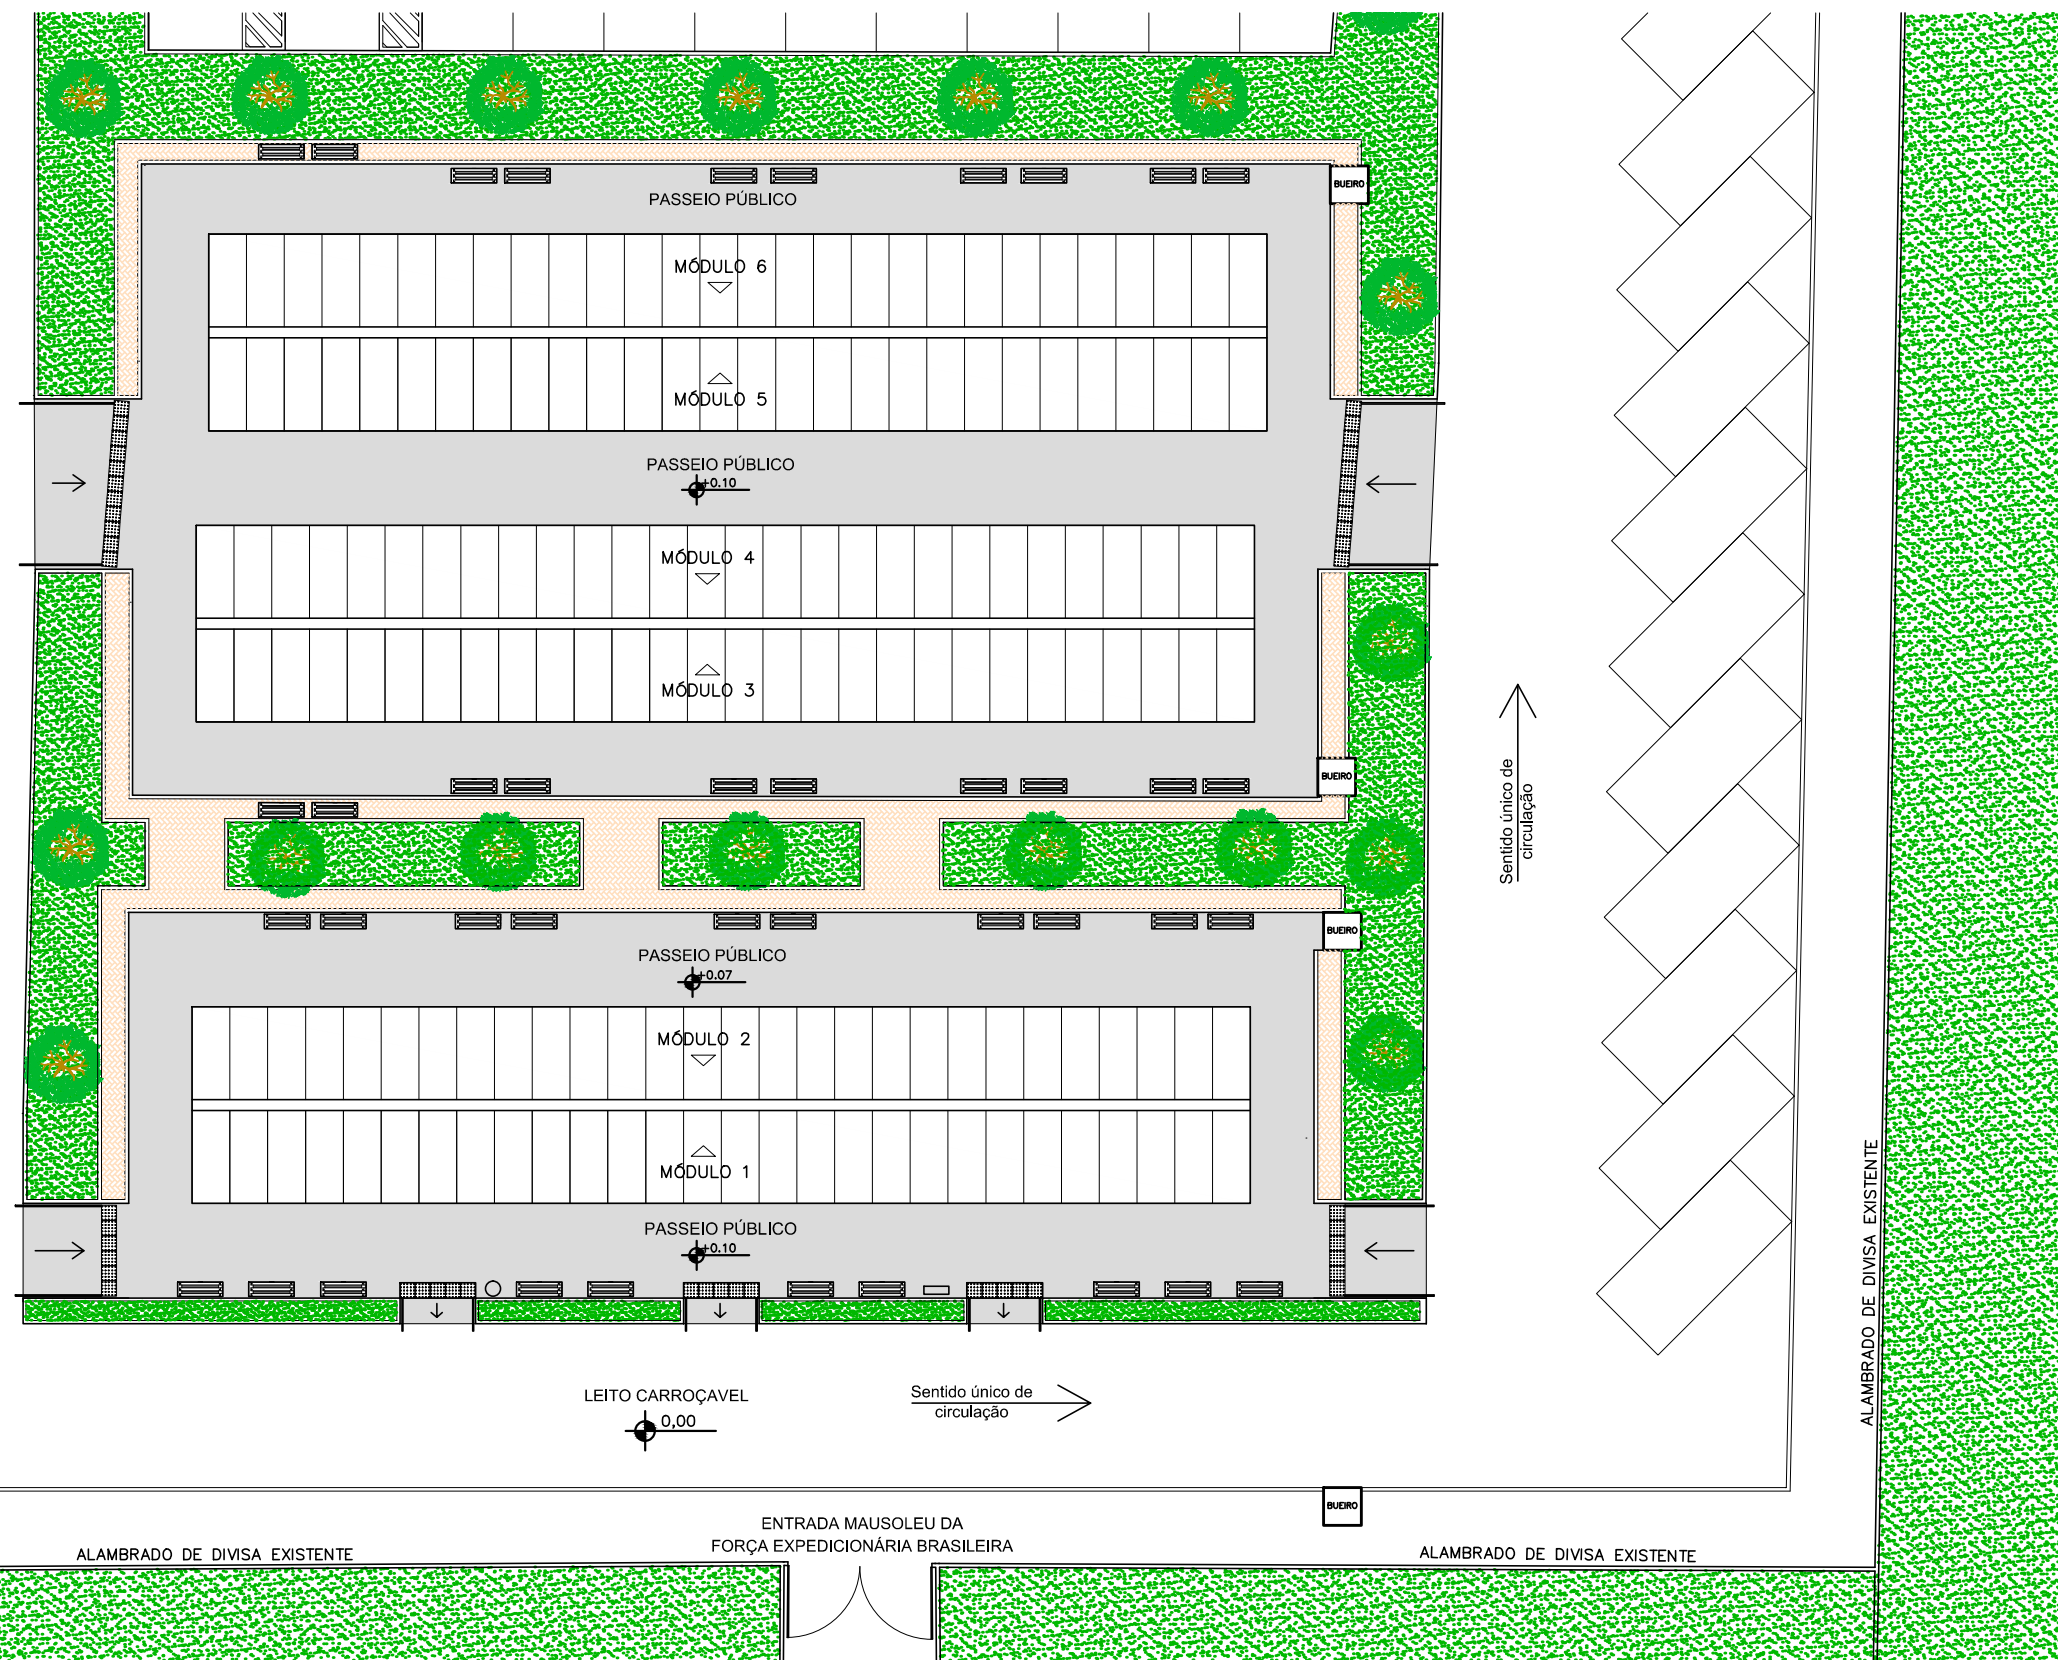 BUEIRO
PASSEIO PÚBLICO
MÓDULO 6
MÓDULO 5
PASSEIO PÚBLICO
+0.10
MÓDULO 4
MÓDULO 3
BUEIRO
Sentido único de
circulação
BUEIRO
PASSEIO PÚBLICO
+0.07
MÓDULO 2
MÓDULO 1
PASSEIO PÚBLICO
+0.10
ALAMBRADO DE DIVISA EXISTENTE
LEITO CARROÇAVEL
0,00
Sentido único de
circulação
BUEIRO
ENTRADA MAUSOLEU DA
FORÇA EXPEDICIONÁRIA BRASILEIRA
ALAMBRADO DE DIVISA EXISTENTE
ALAMBRADO DE DIVISA EXISTENTE